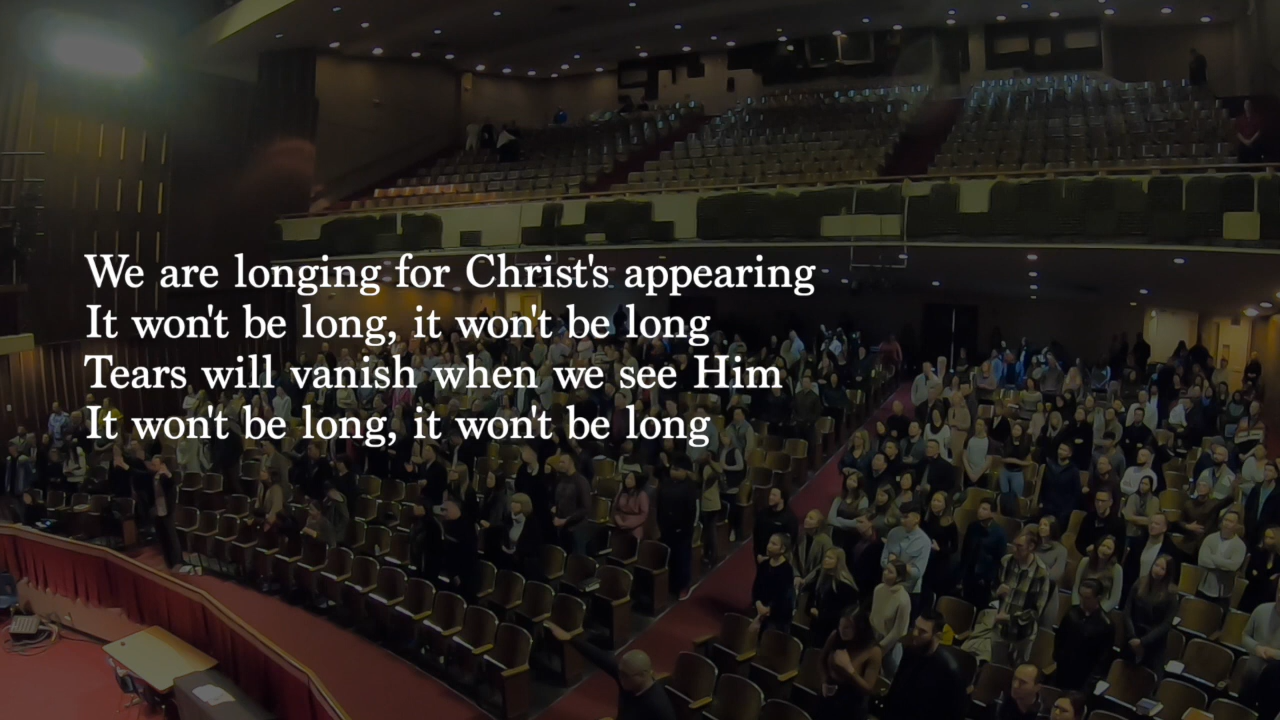 We are longing for Christ's appearing
It won't be long, it won't be long
Tears will vanish when we see Him
It won't be long, it won't be long